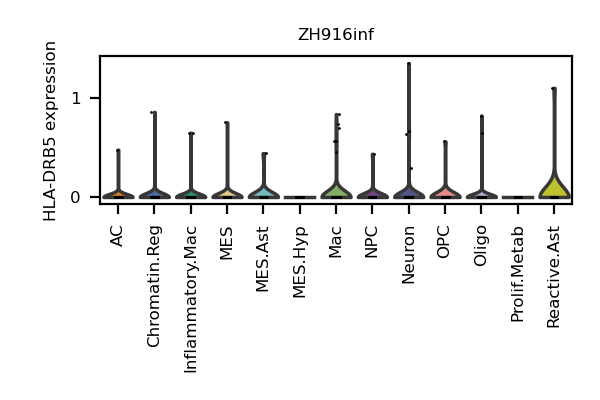 ZH916inf
HLA-DRB5 expression
1
0
AC
Chromatin.Reg
Inflammatory.Mac
MES
MES.Ast
MES.Hyp
Mac
NPC
Neuron
OPC
Oligo
Prolif.Metab
Reactive.Ast